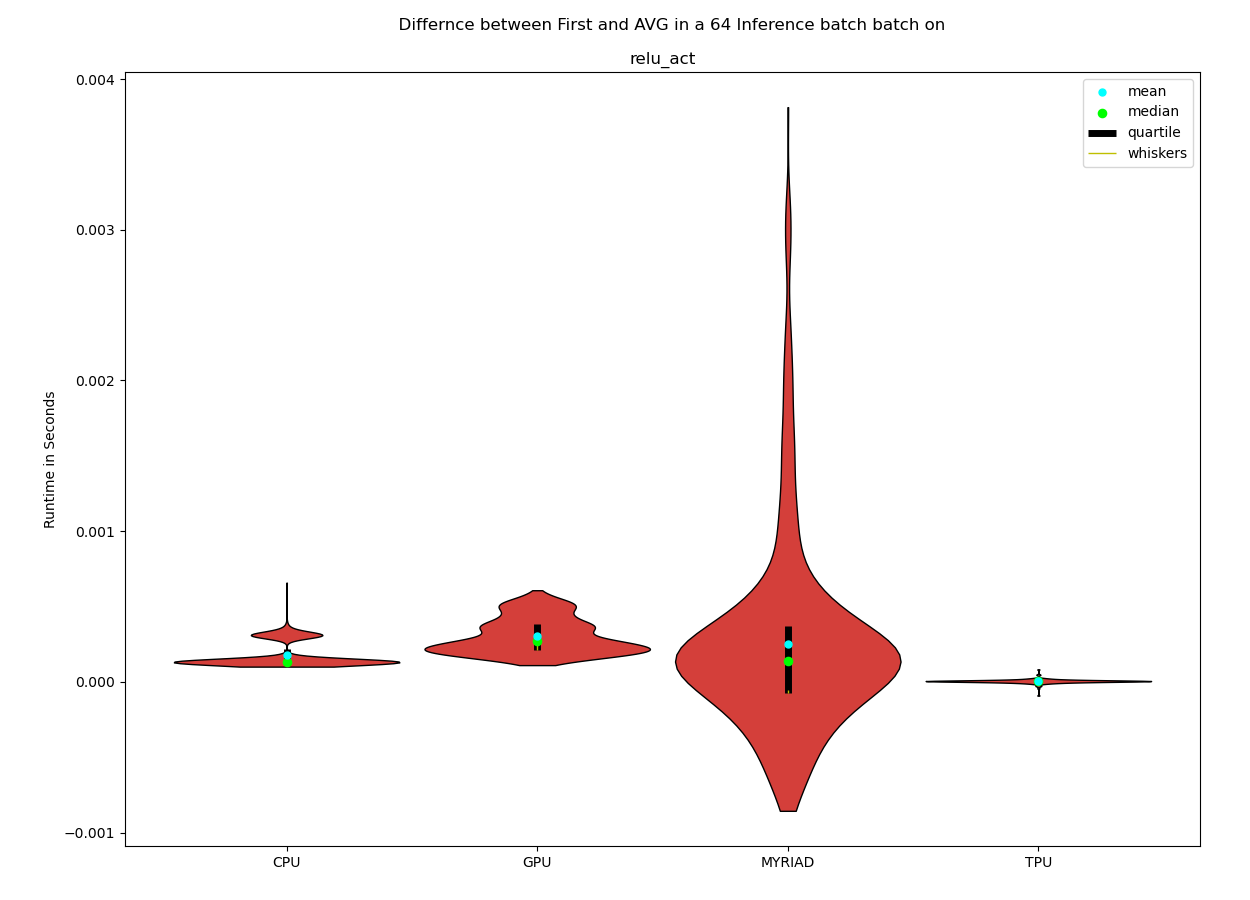 Differnce between First and AVG in a 64 Inference batch batch on
relu_act
0.004
0.003
0.002
0.001
0.000
−0.001
Runtime in Seconds
mean
median
quartile
whiskers
CPU GPU MYRIAD TPU